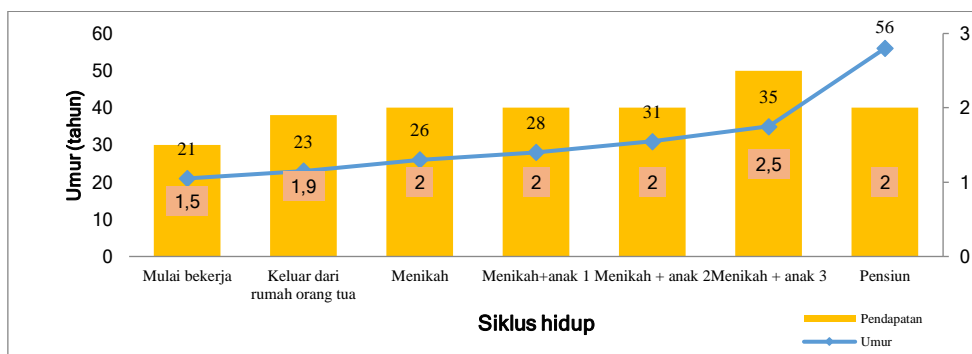 Umur (tahun)
60
50
40
30
20
10
0
3
2
1
0
21
23
26
28
31
35
56
1,5
1,9
2
2
2
2,5
2
Mulai bekerja
Keluar dari
rumah orang tua
Menikah
Menikah+anak 1
Menikah + anak 2
Menikah + anak 3
Pensiun
Siklus hidup
Pendapatan
Umur